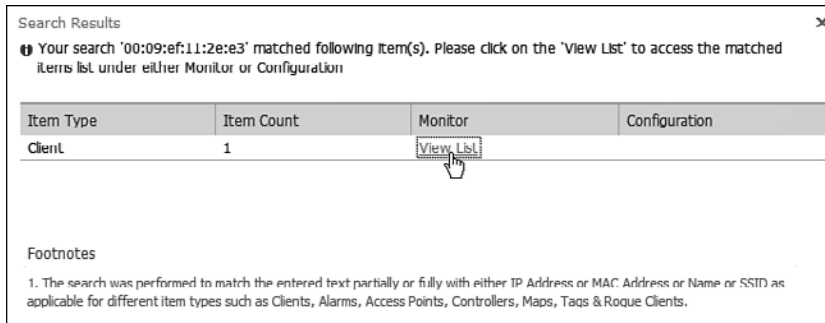 Search Results
Your search '00:09:ef:11:2e:e3' matched following item(s). Please click on the 'View List' to access the matched
items list under either Monitor or Configuration
Item Type Item Count Monitor Configuration
Client 1 View List
Footnotes
1. The search was performed to match the entered text partially or fully with either IP Address or MAC Address or Name or SSID as
applicable for different item types such as Clients, Alarms, Access Points, Controllers, Maps, Tags & Rogue Clients.